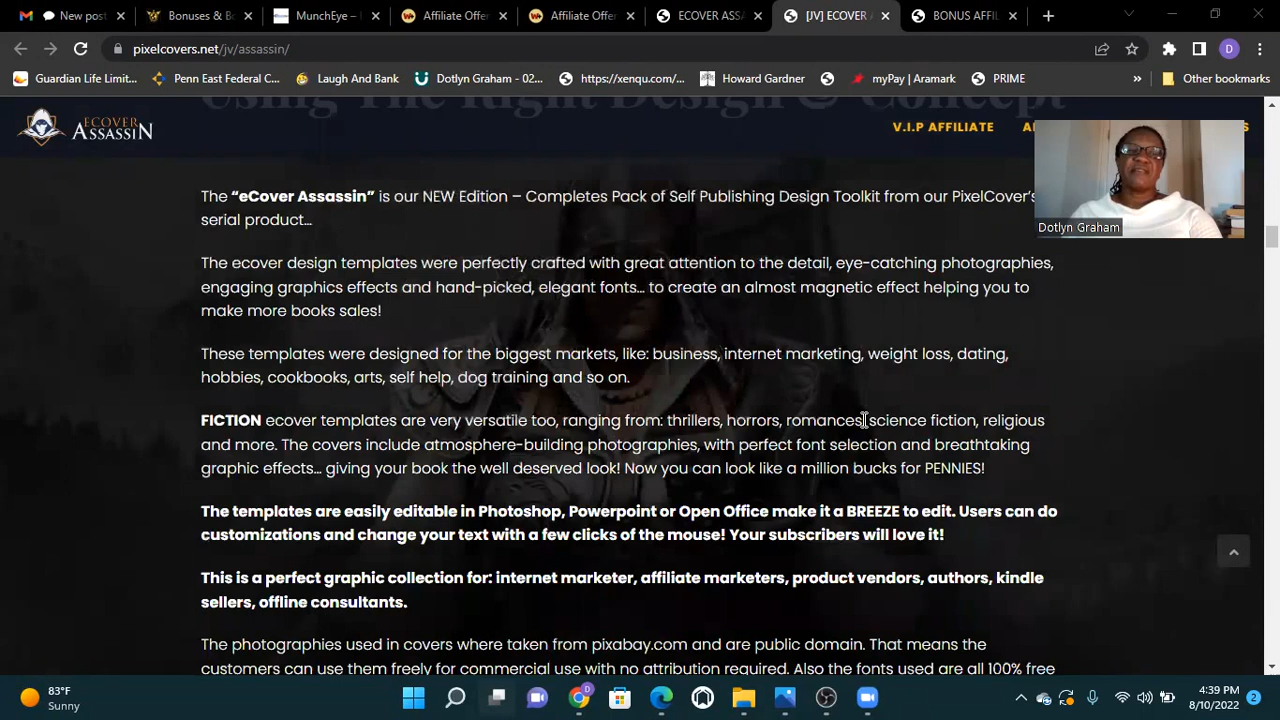 New post
Bonuses & B
MunchEye –
Affiliate Offer
Affiliate Offer
ECOVER ASSA
[JV] ECOVER A
BONUS AFFIL
pixelcovers.net/jv/assassin/
D
Guardian Life Limit...
Penn East Federal C...
Laugh And Bank
Dotlyn Graham - 02...
https://xenqu.com/...
Howard Gardner
myPay | Aramark
PRIME
»
Other bookmarks
Using The Right Design & Concept
ECOVER
ASSASSIN
V.I.P AFFILIATE
Dotlyn Graham
The “eCover Assassin” is our NEW Edition – Completes Pack of Self Publishing Design Toolkit from our PixelCover’s
serial product...
The ecover design templates were perfectly crafted with great attention to the detail, eye-catching photographies,
engaging graphics effects and hand-picked, elegant fonts... to create an almost magnetic effect helping you to
make more books sales!
These templates were designed for the biggest markets, like: business, internet marketing, weight loss, dating,
hobbies, cookbooks, arts, self help, dog training and so on.
FICTION ecover templates are very versatile too, ranging from: thrillers, horrors, romances, science fiction, religious
and more. The covers include atmosphere-building photographies, with perfect font selection and breathtaking
graphic effects... giving your book the well deserved look! Now you can look like a million bucks for PENNIES!
The templates are easily editable in Photoshop, Powerpoint or Open Office make it a BREEZE to edit. Users can do
customizations and change your text with a few clicks of the mouse! Your subscribers will love it!
This is a perfect graphic collection for: internet marketer, affiliate marketers, product vendors, authors, kindle
sellers, offline consultants.
The photographies used in covers where taken from pixabay.com and are public domain. That means the
customers can use them freely for commercial use with no attribution required. Also the fonts used are all 100% free
83°F
Sunny
4:39 PM
8/10/2022
2